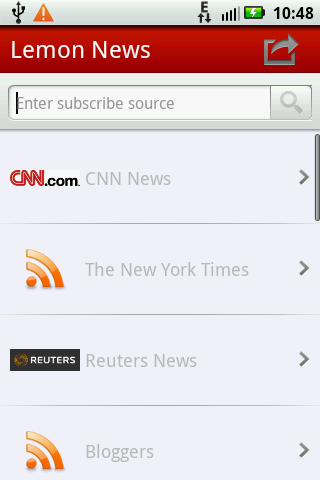 E
10:48
Lemon News
Enter subscribe source
CNN.com. CNN News
The New York Times
REUTERS Reuters News
Bloggers